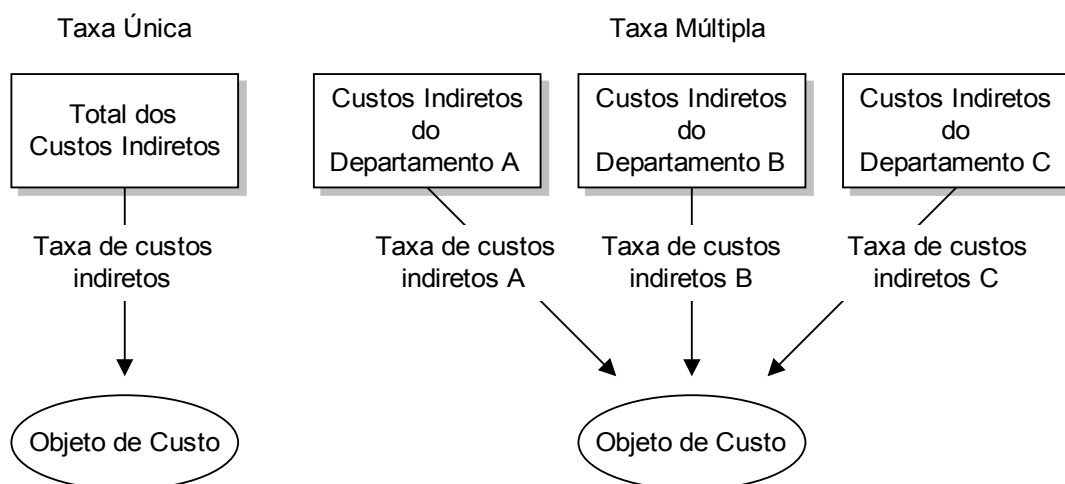 Taxa Única
Total dos
Custos Indiretos
Taxa de custos
indiretos
Objeto de Custo
Taxa Múltipla
Custos Indiretos
do
Departamento A
Custos Indiretos
do
Departamento B
Custos Indiretos
do
Departamento C
Taxa de custos
indiretos A
Taxa de custos
indiretos B
Taxa de custos
indiretos C
Objeto de Custo